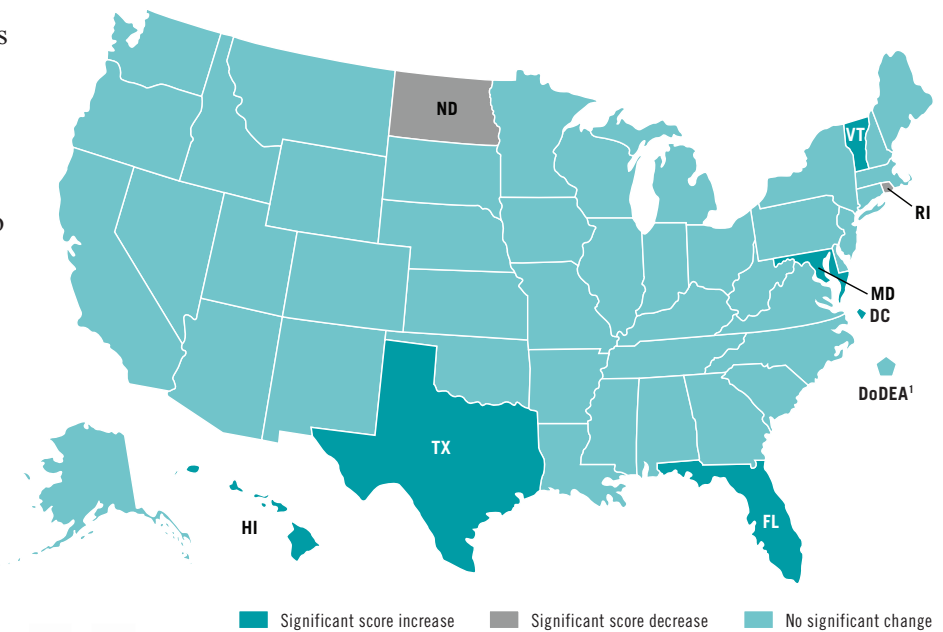 s
o
ND
VT
RI
MD
DC
DoDEA¹
TX
HI
FL
Significant score increase
Significant score decrease
No significant change